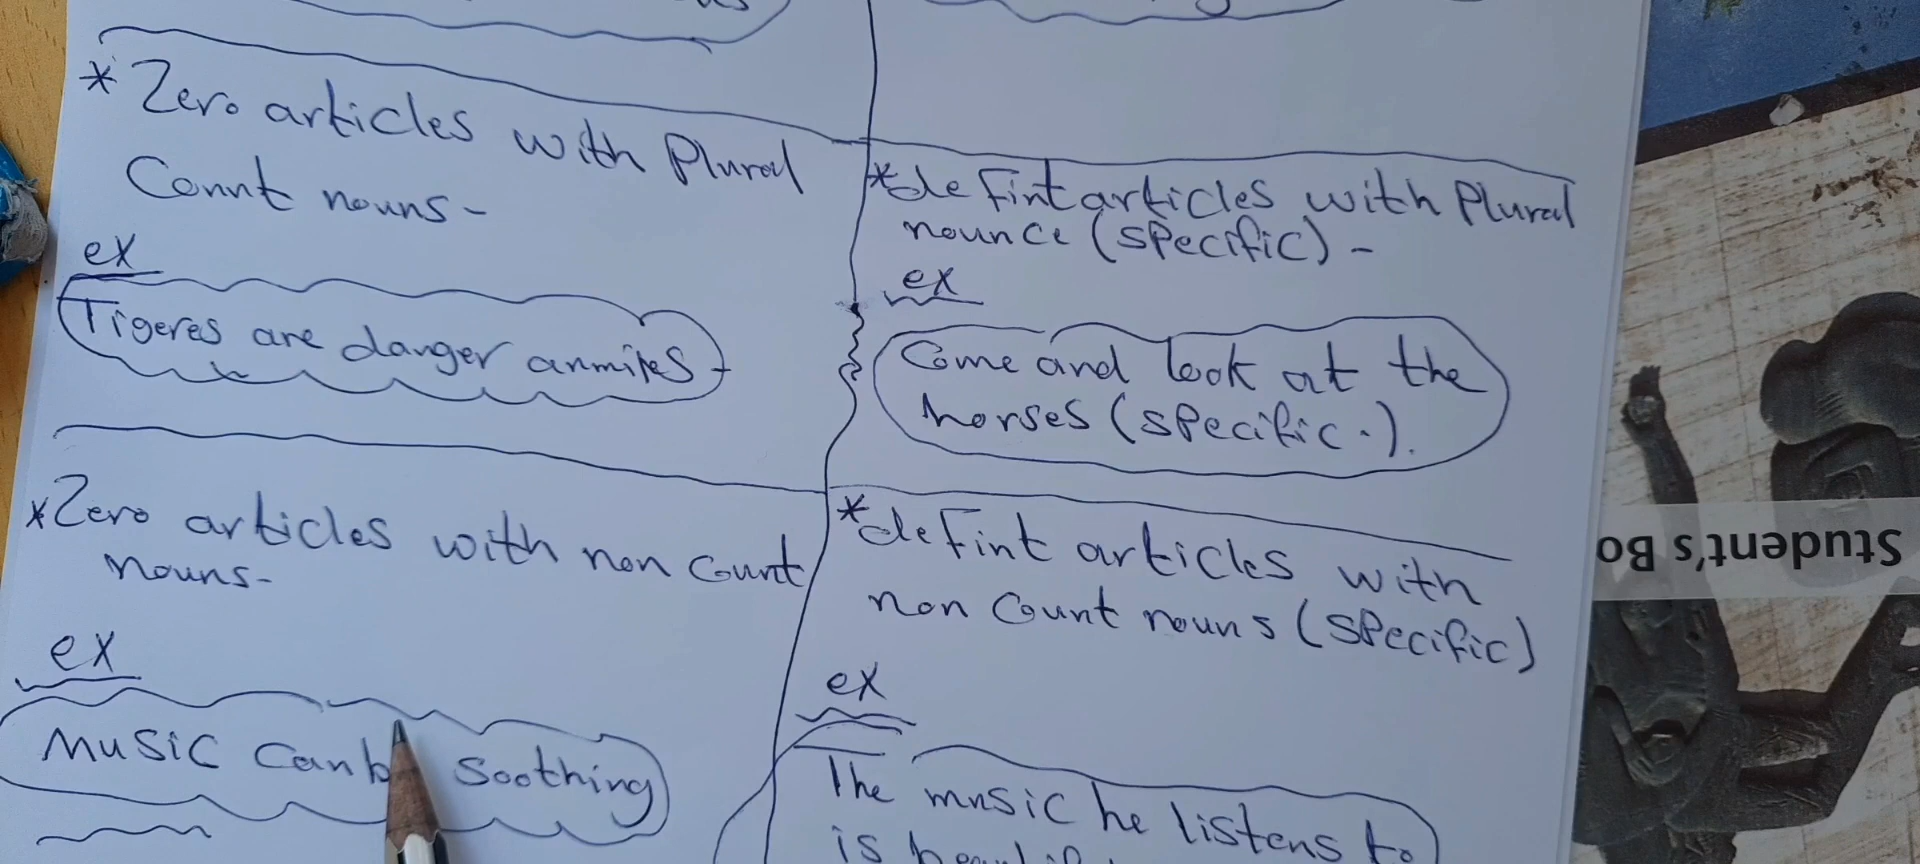 * Zero articles with Plural
Connt nouns-
ex
Tigeres are danger anmiles-
*Zero articles with non count
nouns-
ex
Music can b soothing
*defint articles with Plural
nounce (specific) -
ex
Come and look at the
horses (specific.).
*defint articles with
non count nouns (specific)
ex
The music he listens to
is
Student's Bo